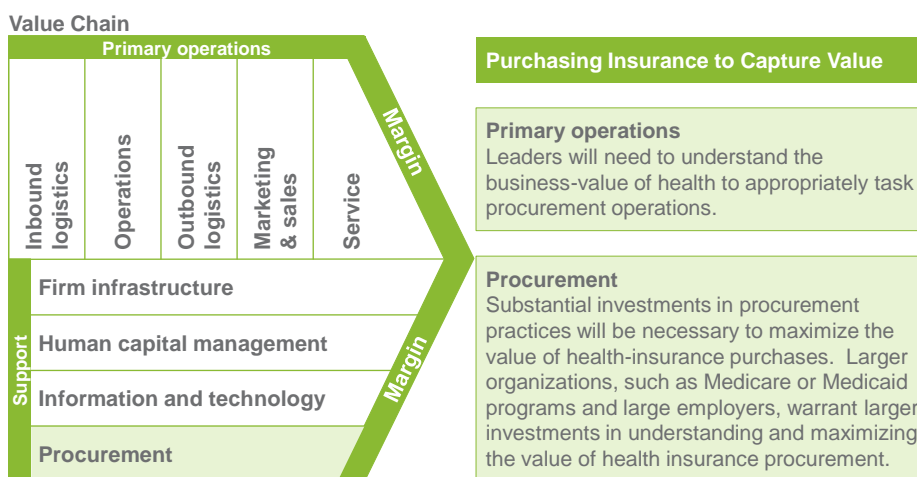 Value Chain
Primary operations
Inbound
logistics
Operations
Outbound
logistics
Marketing
& sales
Service
Margin
Support
Firm infrastructure
Human capital management
Information and technology
Procurement
Margin
Purchasing Insurance to Capture Value
Primary operations
Leaders will need to understand the
business-value of health to appropriately task
procurement operations.
Procurement
Substantial investments in procurement
practices will be necessary to maximize the
value of health-insurance purchases.  Larger
organizations, such as Medicare or Medicaid
programs and large employers, warrant larger
investments in understanding and maximizing
the value of health insurance procurement.